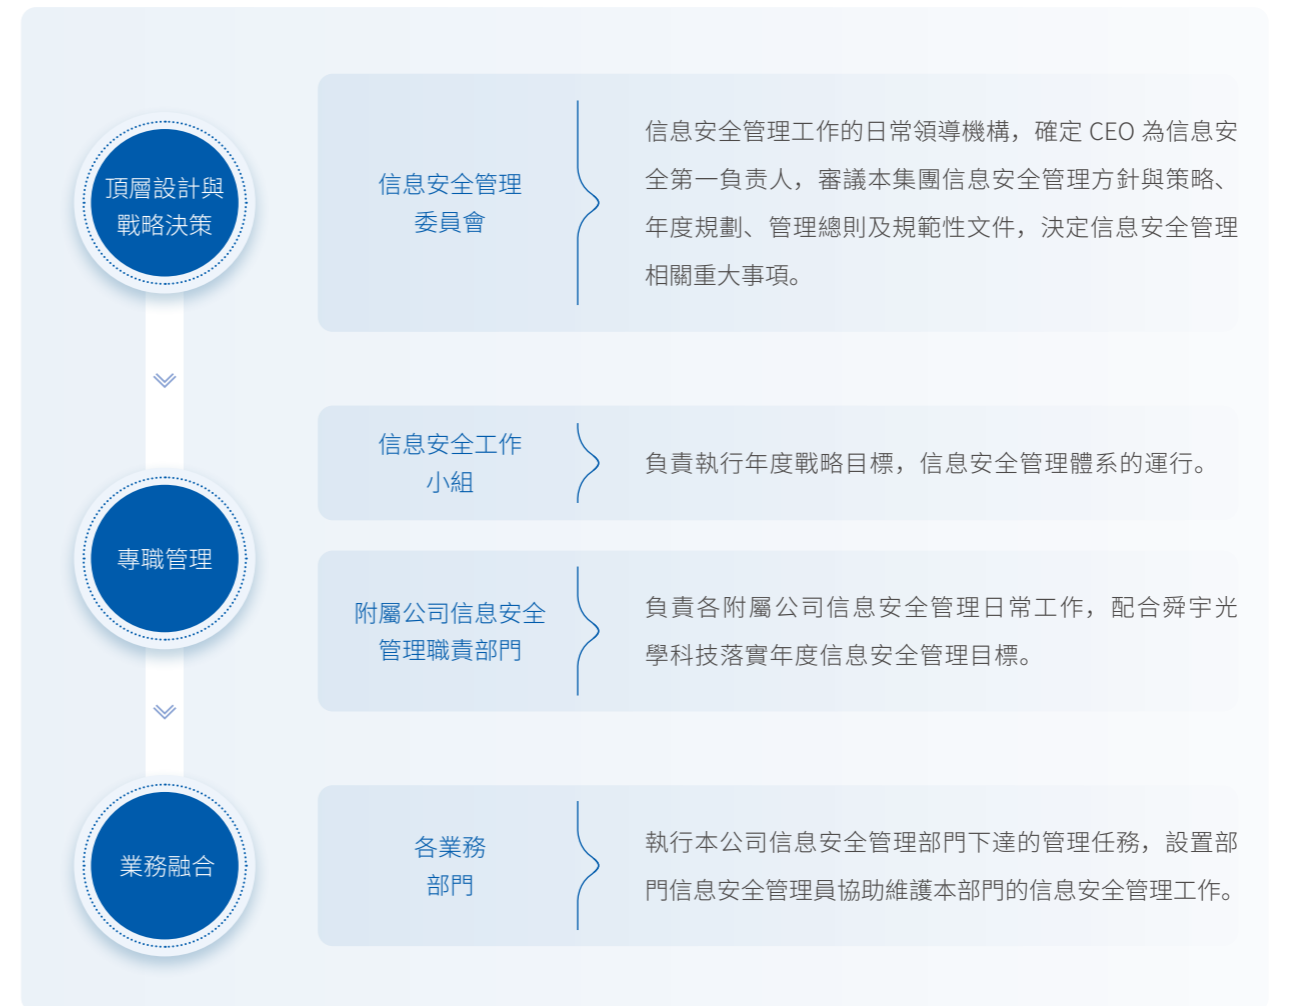 頂層設計與
戰略決策
信息安全管理
委員會
信息安全管理工作的日常領導機構，確定 CEO 為信息安
全第一負责人，審議本集團信息安全管理方針與策略、
年度規劃、管理總則及規範性文件，決定信息安全管理
相關重大事項。
專職管理
信息安全工作
小組
負責執行年度戰略目標，信息安全管理體系的運行。
附屬公司信息安全
管理職責部門
負責各附屬公司信息安全管理日常工作，配合舜宇光
學科技落實年度信息安全管理目標。
業務融合
各業務
部門
執行本公司信息安全管理部門下達的管理任務，設置部
門信息安全管理員協助維護本部門的信息安全管理工作。